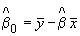 β̂₀ = y̅ − β̂ x̅